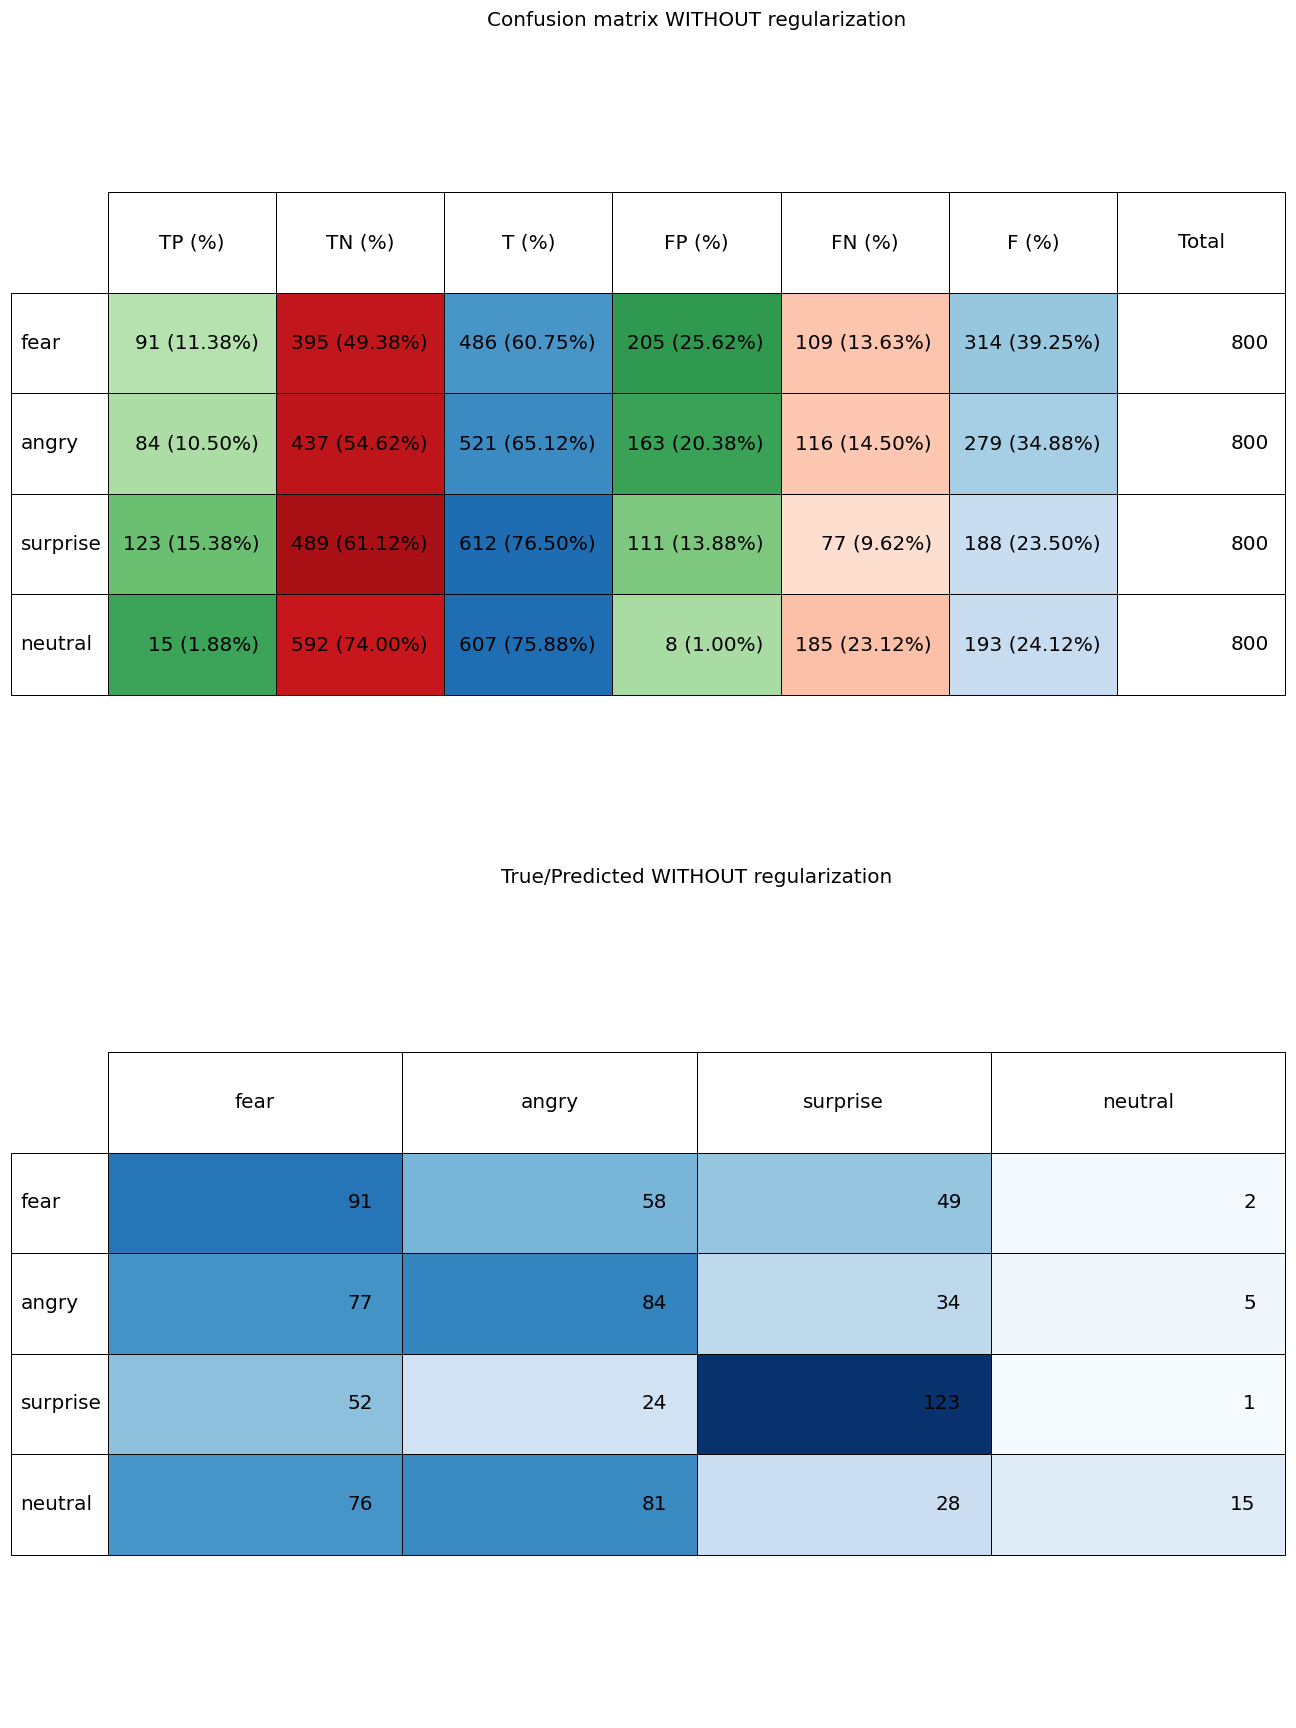 Confusion matrix WITHOUT regularization
TP (%) TN (%) T (%) FP (%) FN (%) F (%) Total
fear 91 (11.38%) 395 (49.38%) 486 (60.75%) 205 (25.62%) 109 (13.63%) 314 (39.25%) 800
angry 84 (10.50%) 437 (54.62%) 521 (65.12%) 163 (20.38%) 116 (14.50%) 279 (34.88%) 800
surprise 123 (15.38%) 489 (61.12%) 612 (76.50%) 111 (13.88%) 77 (9.62%) 188 (23.50%) 800
neutral 15 (1.88%) 592 (74.00%) 607 (75.88%) 8 (1.00%) 185 (23.12%) 193 (24.12%) 800
True/Predicted WITHOUT regularization
fear angry surprise neutral
fear 91 58 49 2
angry 77 84 34 5
surprise 52 24 123 1
neutral 76 81 28 15